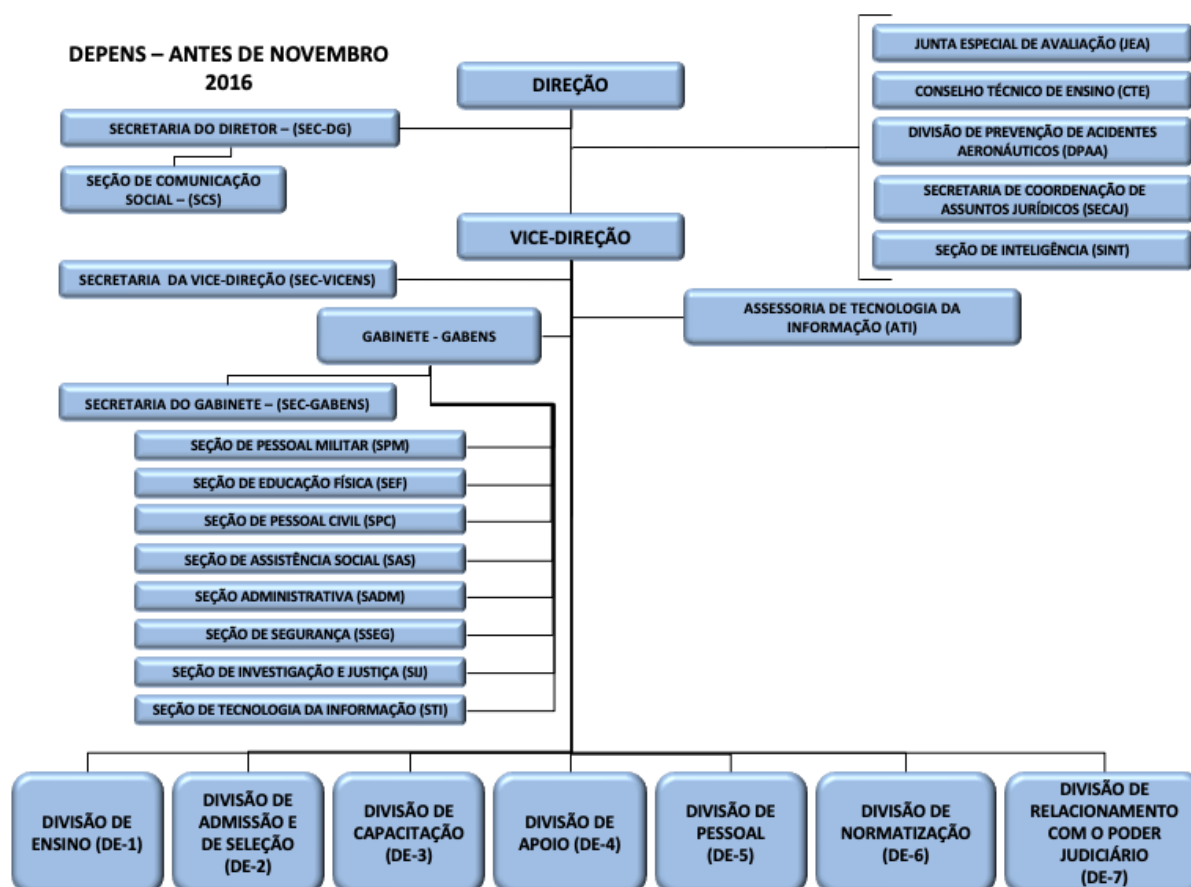 DEPENS – ANTES DE NOVEMBRO
2016
DIREÇÃO
JUNTA ESPECIAL DE AVALIAÇÃO (JEA)
CONSELHO TÉCNICO DE ENSINO (CTE)
DIVISÃO DE PREVENÇÃO DE ACIDENTES
AERONÁUTICOS (DPAA)
SECRETARIA DE COORDENAÇÃO DE
ASSUNTOS JURÍDICOS (SECAJ)
SEÇÃO DE INTELIGÊNCIA (SINT)
SECRETARIA DO DIRETOR – (SEC-DG)
SEÇÃO DE COMUNICAÇÃO
SOCIAL – (SCS)
VICE-DIREÇÃO
SECRETARIA DA VICE-DIREÇÃO (SEC-VICENS)
ASSESSORIA DE TECNOLOGIA DA
INFORMAÇÃO (ATI)
GABINETE - GABENS
SECRETARIA DO GABINETE – (SEC-GABENS)
SEÇÃO DE PESSOAL MILITAR (SPM)
SEÇÃO DE EDUCAÇÃO FÍSICA (SEF)
SEÇÃO DE PESSOAL CIVIL (SPC)
SEÇÃO DE ASSISTÊNCIA SOCIAL (SAS)
SEÇÃO ADMINISTRATIVA (SADM)
SEÇÃO DE SEGURANÇA (SSEG)
SEÇÃO DE INVESTIGAÇÃO E JUSTIÇA (SIJ)
SEÇÃO DE TECNOLOGIA DA INFORMAÇÃO (STI)
DIVISÃO DE
ENSINO (DE-1)
DIVISÃO DE
ADMISSÃO E
DE SELEÇÃO
(DE-2)
DIVISÃO DE
CAPACITAÇÃO
(DE-3)
DIVISÃO DE
APOIO (DE-4)
DIVISÃO DE
PESSOAL
(DE-5)
DIVISÃO DE
NORMATIZAÇÃO
(DE-6)
DIVISÃO DE
RELACIONAMENTO
COM O PODER
JUDICIÁRIO
(DE-7)